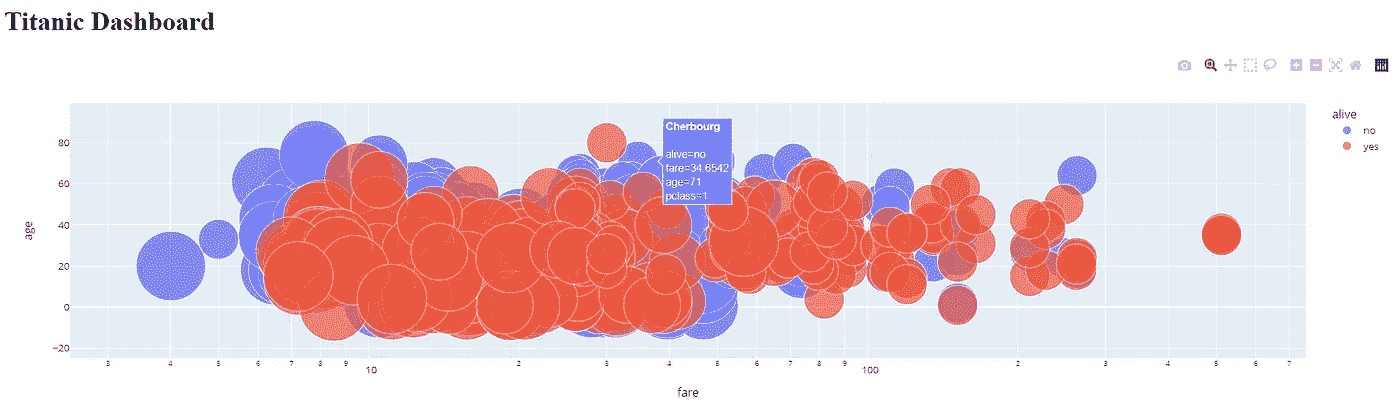 Titanic Dashboard
alive
no
yes
Cherbourg
alive=no
fare=34.6542
age=71
pclass=1
80
60
40
20
0
−20
age
3 4 5 6 7 8 9 10 2 3 4 5 6 7 8 9 100 2 3 4 5 6 7
fare